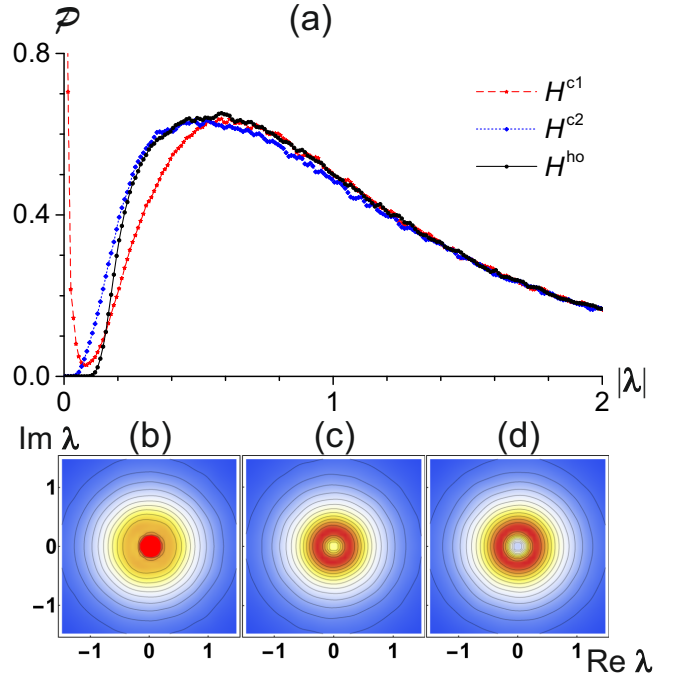 𝒫 (a)
0.8
H^c1
H^c2
H^ho
0.4
0.0
0 1 2 |λ|
Im λ (b) (c) (d)
1
0
−1
−1 0 1 −1 0 1 −1 0 1
Re λ